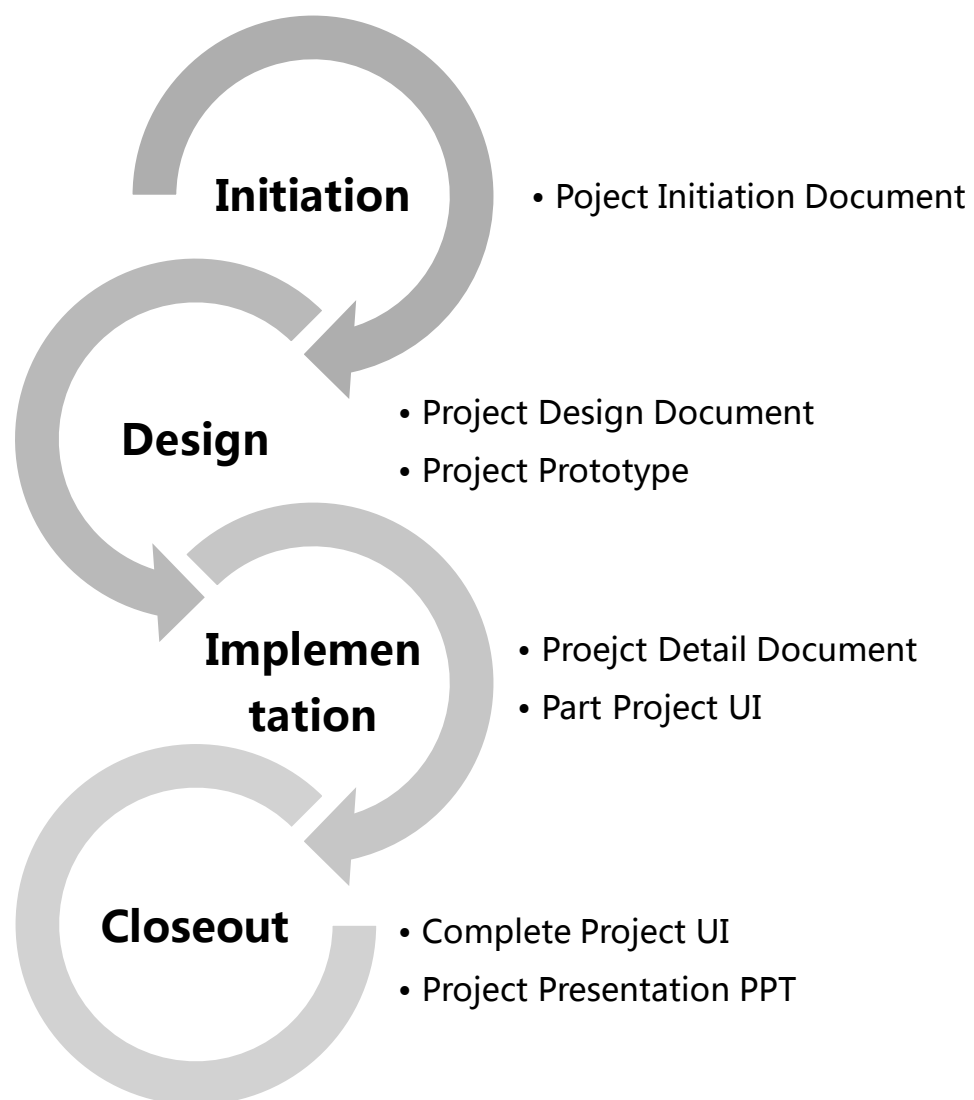 Initiation
• Poject Initiation Document
Design
• Project Design Document
• Project Prototype
Implemen
tation
• Proejct Detail Document
• Part Project UI
Closeout
• Complete Project UI
• Project Presentation PPT